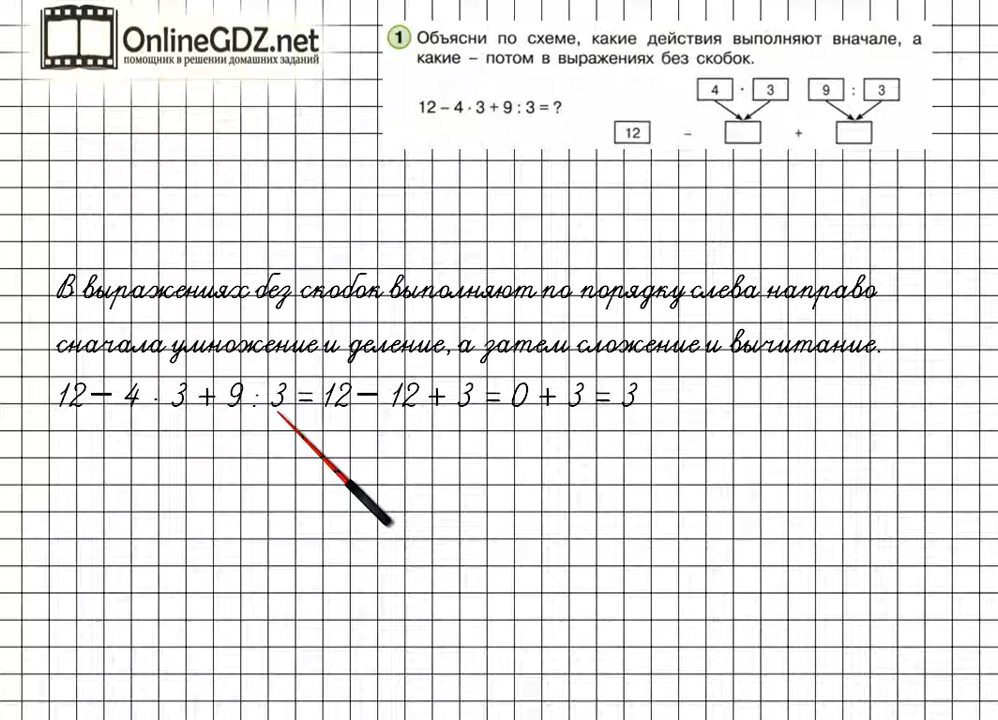 OnlineGDZ.net
помощник в решении домашних заданий
1 Объясни по схеме, какие действия выполняют вначале, а
какие – потом в выражениях без скобок.
4 · 3 9 : 3
12 – 4 · 3 + 9 : 3 = ?
12 – +
В выражениях без скобок выполняют по порядку слева направо
сначала умножение и деление, а затем сложение и вычитание.
12 – 4 · 3 + 9 : 3 = 12 – 12 + 3 = 0 + 3 = 3